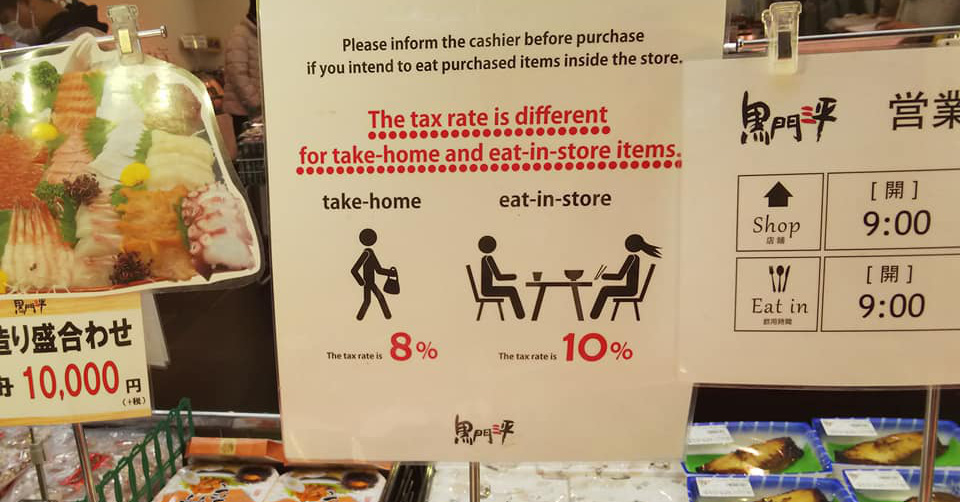 Please inform the cashier before purchase
if you intend to eat purchased items inside the store.
The tax rate is different
for take-home and eat-in-store items.
take-home
eat-in-store
The tax rate is 8%
The tax rate is 10%
黒門三平
黒門三平
造り盛合わせ
舟 10,000 円
(+税)
黒門三平
営業
Shop
店舗
[開]
9:00
Eat in
[開]
9:00